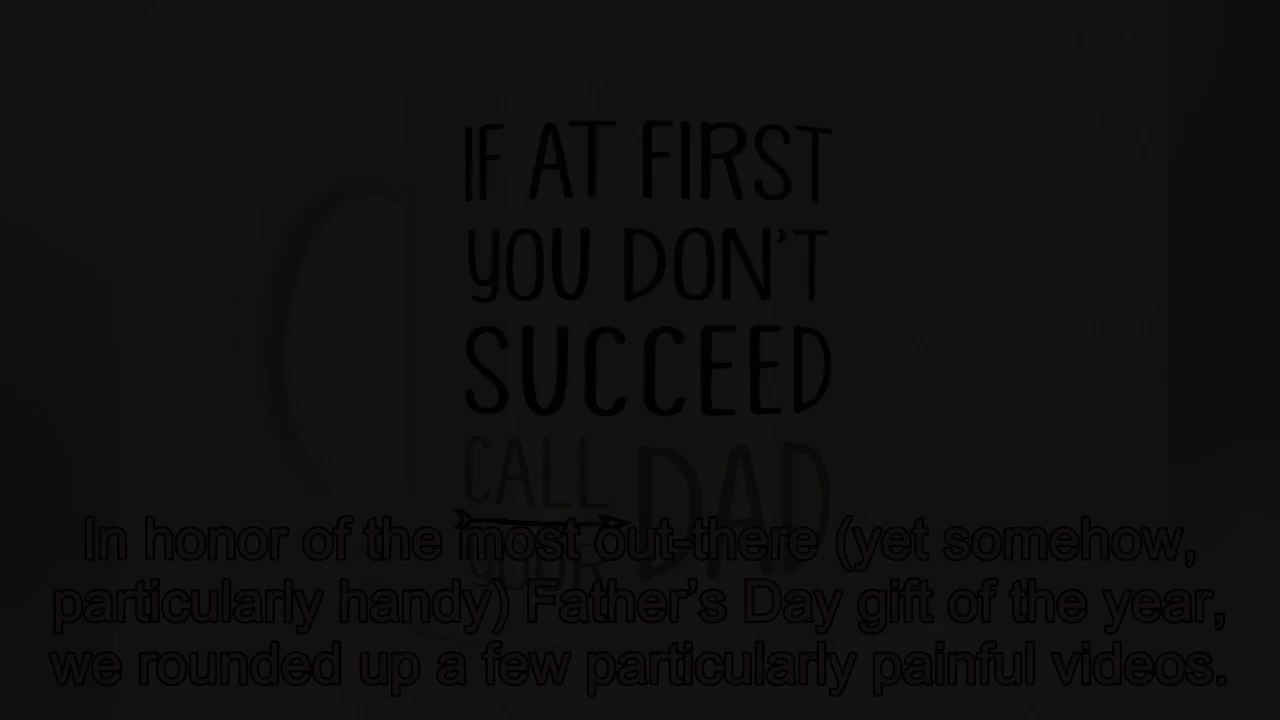 IF AT FIRST
YOU DON'T
SUCCEED
CALL DAD
YOUR
In honor of the most out-there (yet somehow,
particularly handy) Father's Day gift of the year,
we rounded up a few particularly painful videos.